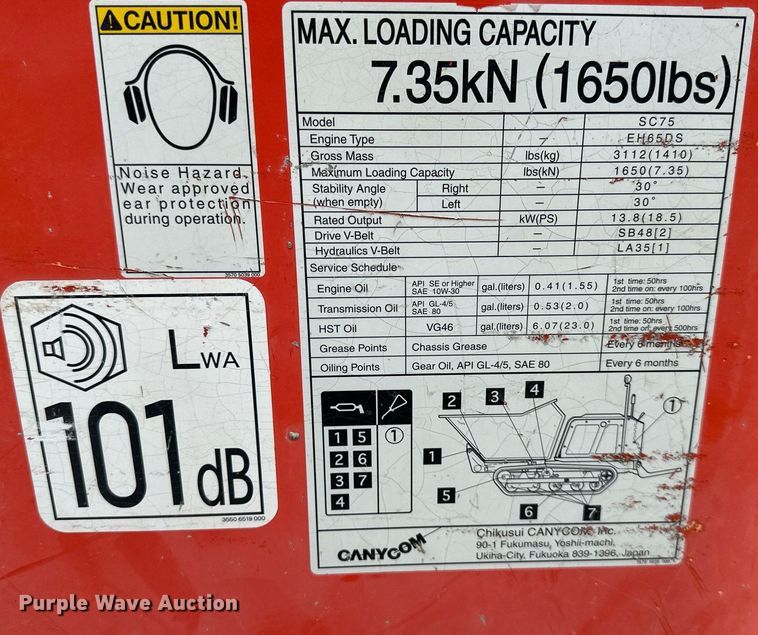 CAUTION!
Noise Hazard.
Wear approved
ear protection
during operation.
3579 5039 000
LWA
101 dB
3560 6519 000
MAX. LOADING CAPACITY
7.35kN (1650lbs)
Model SC75
Engine Type — EH65DS
Gross Mass lbs(kg) 3112(1410)
Maximum Loading Capacity lbs(kN) 1650(7.35)
Stability Angle (when empty) Right — 30°
Left — 30°
Rated Output kW(PS) 13.8(18.5)
Drive V-Belt — SB48[2]
Hydraulics V-Belt — LA35[1]
Service Schedule
Engine Oil API SE or Higher SAE 10W-30 gal.(liters) 0.41(1.55) 1st time: 50hrs 2nd time on: every 100hrs
Transmission Oil API GL-4/5 SAE 80 gal.(liters) 0.53(2.0) 1st time: 50hrs 2nd time on: every 100hrs
HST Oil VG46 gal.(liters) 6.07(23.0) 1st time: 50hrs 2nd time on: every 500hrs
Grease Points Chassis Grease Every 6 months
Oiling Points Gear Oil, API GL-4/5, SAE 80 Every 6 months
1 5 1
2 6
3 7
4
1 2 3 4 1
5 6 7
CANYCOM
Chikusui CANYCOM, Inc.
90-1 Fukumasu, Yoshii-machi,
Ukiha-City, Fukuoka 839-1396, Japan
Purple Wave Auction